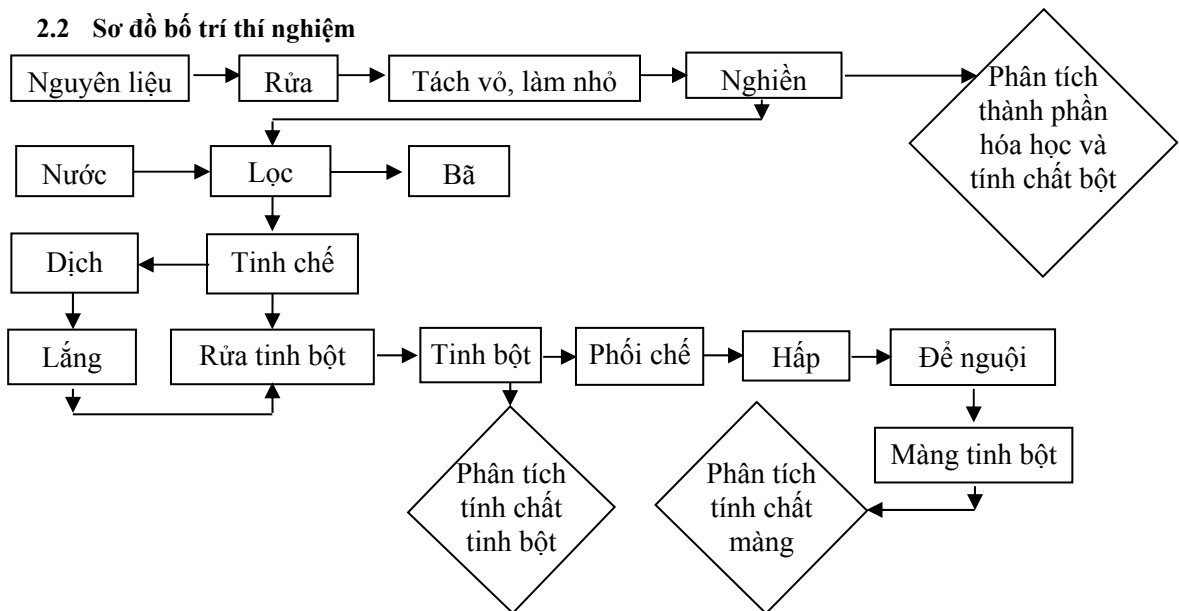 2.2 Sơ đồ bố trí thí nghiệm
Nguyên liệu
Rửa
Tách vỏ, làm nhỏ
Nghiền
Phân tích
thành phần
hóa học và
tính chất bột
Nước
Lọc
Bã
Dịch
Tinh chế
Lắng
Rửa tinh bột
Tinh bột
Phối chế
Hấp
Để nguội
Màng tinh bột
Phân tích
tính chất
tinh bột
Phân tích
tính chất
màng